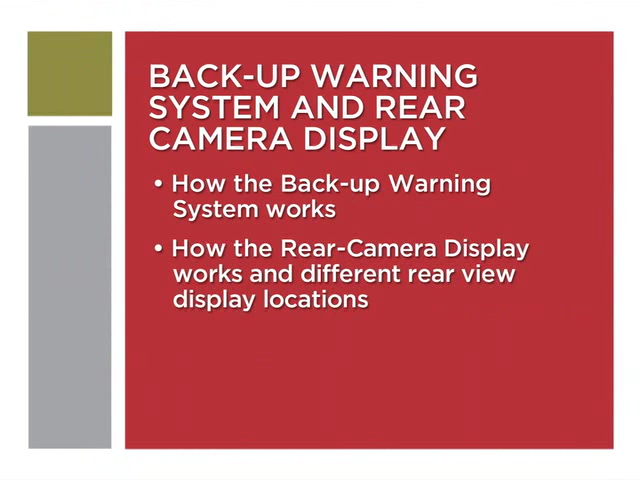 BACK-UP WARNING
SYSTEM AND REAR
CAMERA DISPLAY
• How the Back-up Warning
System works
• How the Rear-Camera Display
works and different rear view
display locations